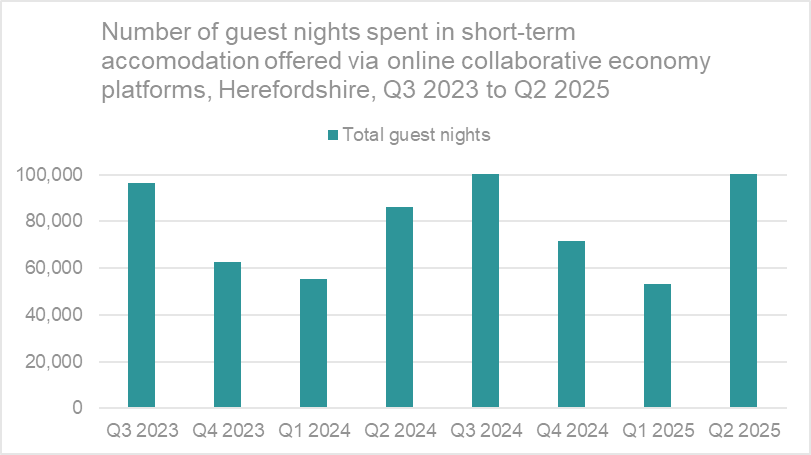 Number of guest nights spent in short-term
accomodation offered via online collaborative economy
platforms, Herefordshire, Q3 2023 to Q2 2025
Total guest nights
100,000
80,000
60,000
40,000
20,000
0
Q3 2023 Q4 2023 Q1 2024 Q2 2024 Q3 2024 Q4 2024 Q1 2025 Q2 2025